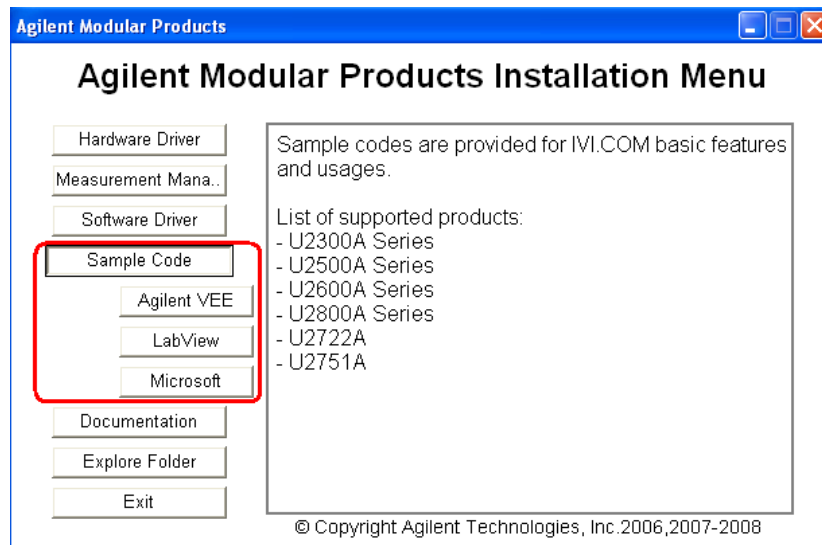 Agilent Modular Products
Agilent Modular Products Installation Menu
Hardware Driver
Measurement Mana..
Software Driver
Sample Code
Agilent VEE
LabView
Microsoft
Documentation
Explore Folder
Exit
Sample codes are provided for IVI.COM basic features
and usages.
List of supported products:
- U2300A Series
- U2500A Series
- U2600A Series
- U2800A Series
- U2722A
- U2751A
© Copyright Agilent Technologies, Inc.2006,2007-2008